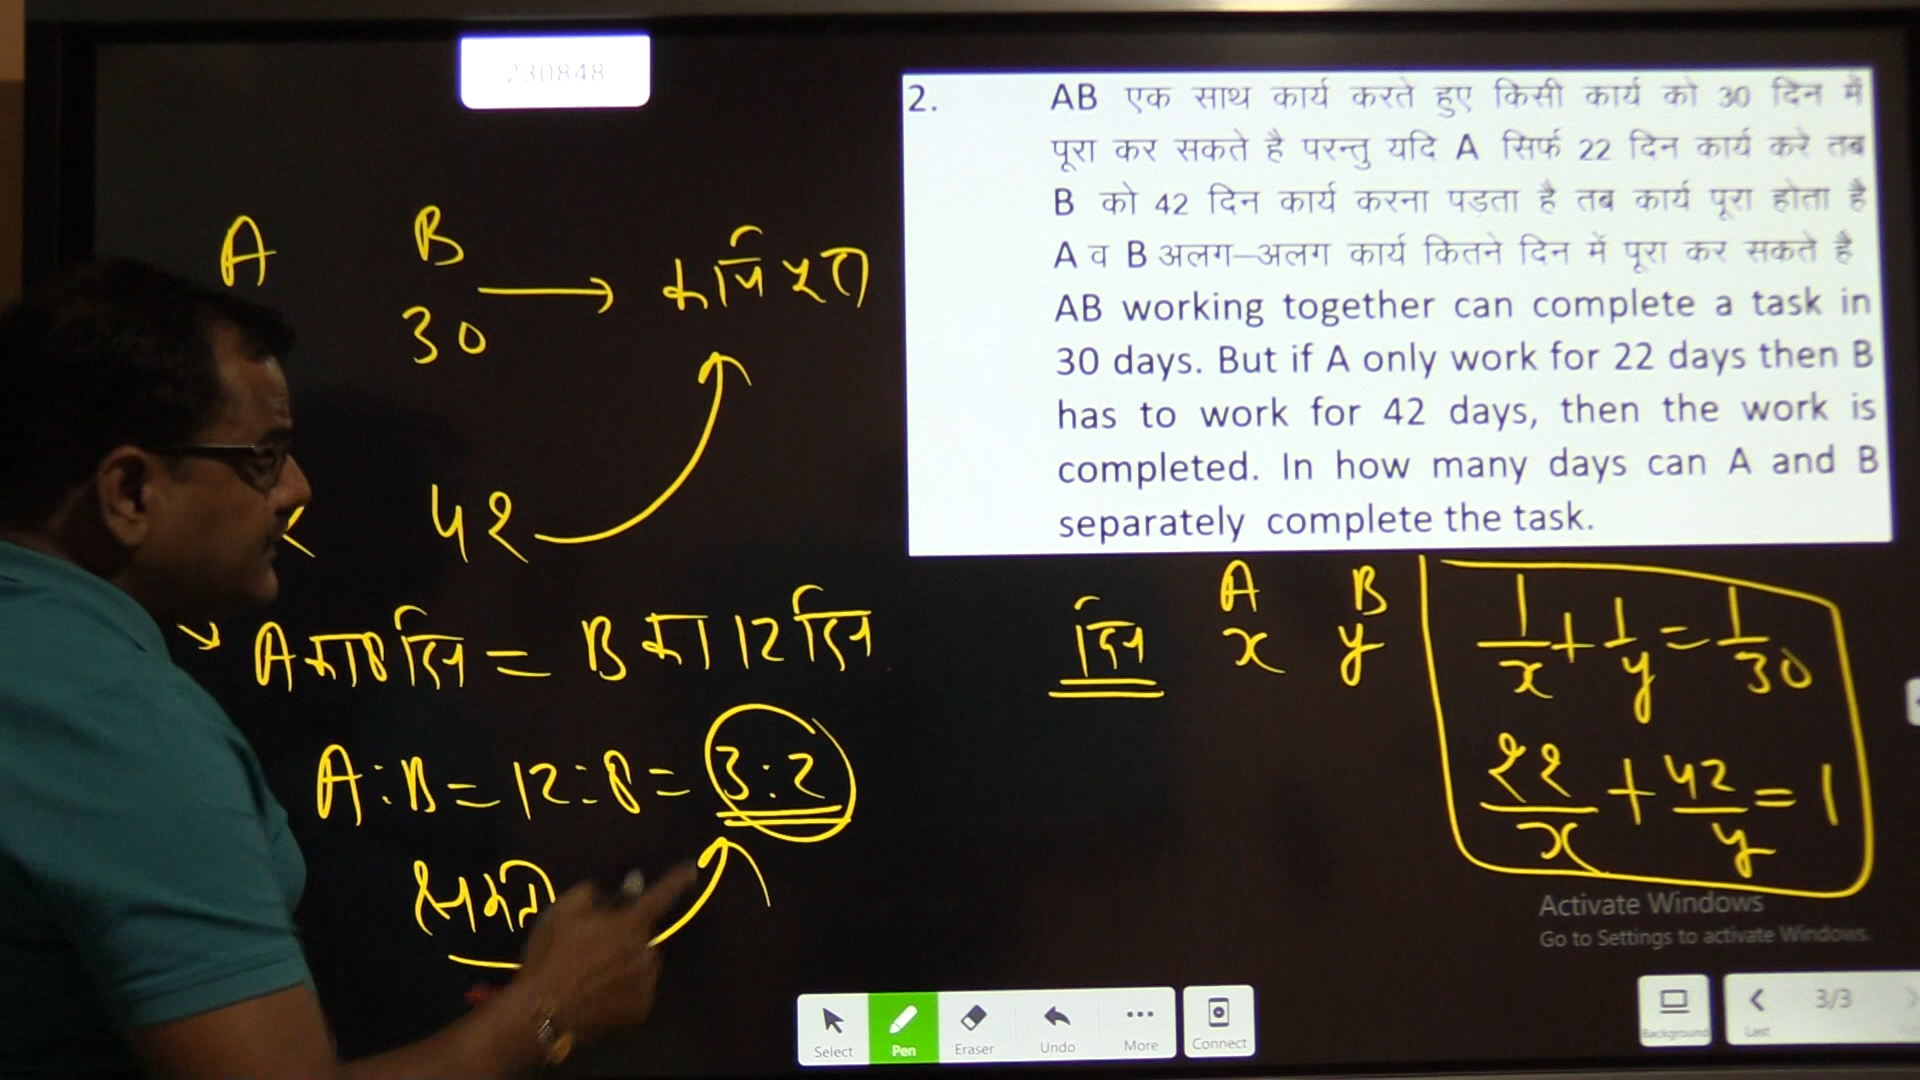 230848
2. AB एक साथ कार्य करते हुए किसी कार्य को 30 दिन में
पूरा कर सकते है परन्तु यदि A सिर्फ 22 दिन कार्य करे तब
B को 42 दिन कार्य करना पड़ता है तब कार्य पूरा होता है
A व B अलग–अलग कार्य कितने दिन में पूरा कर सकते है
AB working together can complete a task in
30 days. But if A only work for 22 days then B
has to work for 42 days, then the work is
completed. In how many days can A and B
separately complete the task.
A B
30 →
42
A का 8 दिन = B का 12 दिन
A : B = 12 : 8 = 3 : 2
दिन
A B
x y
1/x + 1/y = 1/30
22/x + 42/y = 1
Activate Windows
Go to Settings to activate Windows.
Select Pen Eraser Undo More Connect
Background Last 3/3